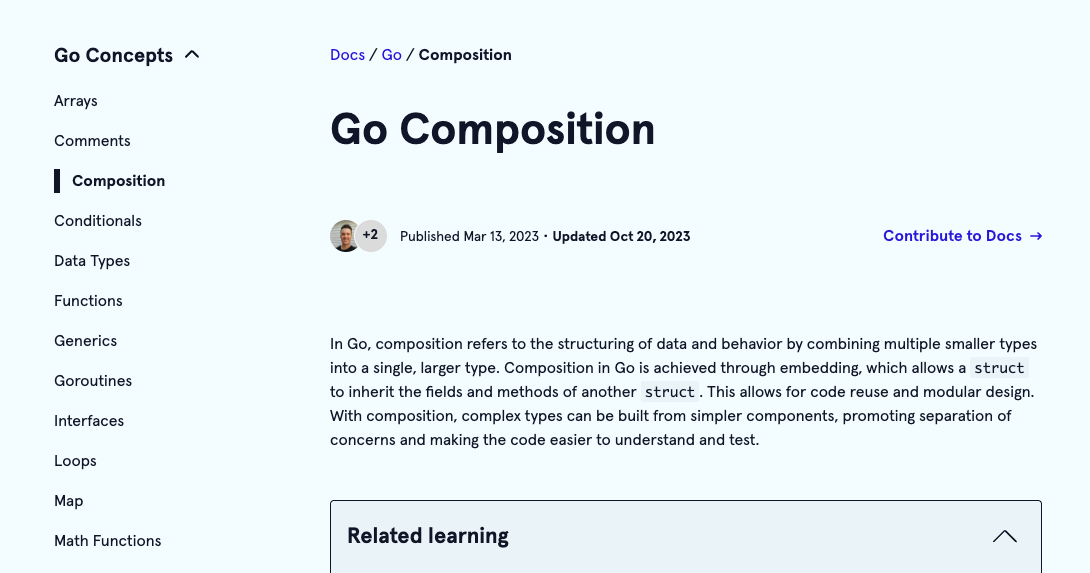 Go Concepts
Arrays
Comments
Composition
Conditionals
Data Types
Functions
Generics
Goroutines
Interfaces
Loops
Map
Math Functions
Docs / Go / Composition
Go Composition
+2 Published Mar 13, 2023 • Updated Oct 20, 2023
Contribute to Docs →
In Go, composition refers to the structuring of data and behavior by combining multiple smaller types
into a single, larger type. Composition in Go is achieved through embedding, which allows a struct
to inherit the fields and methods of another struct. This allows for code reuse and modular design.
With composition, complex types can be built from simpler components, promoting separation of
concerns and making the code easier to understand and test.
Related learning